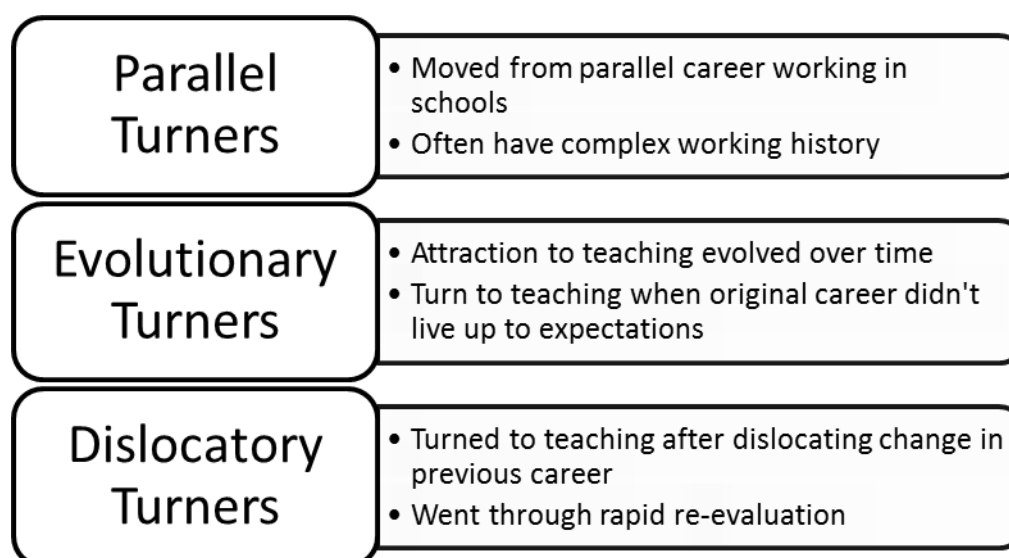 Parallel
Turners
• Moved from parallel career working in
schools
• Often have complex working history
Evolutionary
Turners
• Attraction to teaching evolved over time
• Turn to teaching when original career didn't
live up to expectations
Dislocatory
Turners
• Turned to teaching after dislocating change in
previous career
• Went through rapid re-evaluation